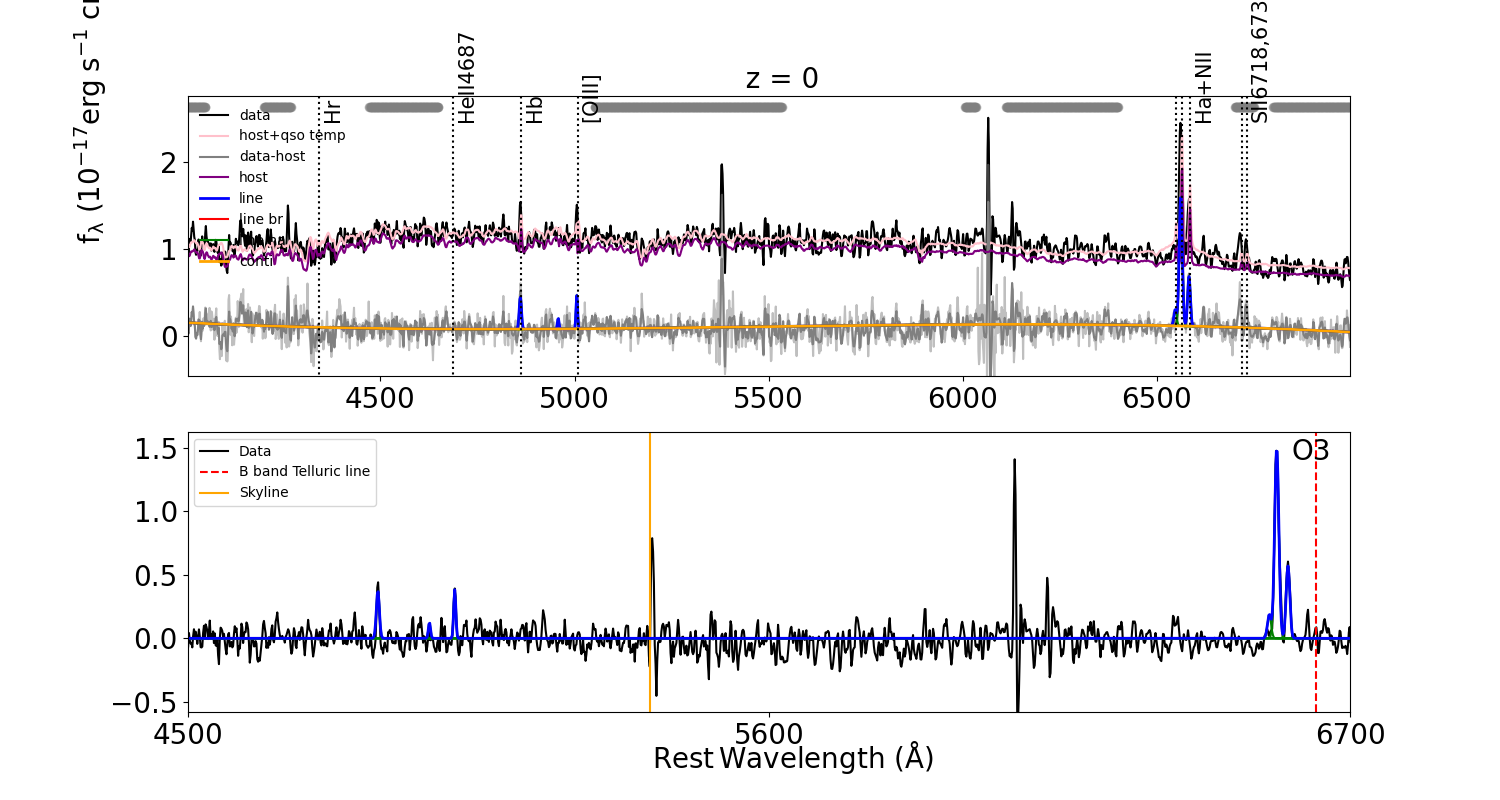 z = 0
f_λ (10^−17 erg s^−1
Hr
HeII4687
Hb
[OIII]
Ha+NII
SII6718,673
data
host+qso temp
data-host
host
line
line br
conti
2
1
0
4500
5000
5500
6000
6500
Data
B band Telluric line
Skyline
O3
1.5
1.0
0.5
0.0
−0.5
4500
5600
6700
Rest Wavelength (Å)